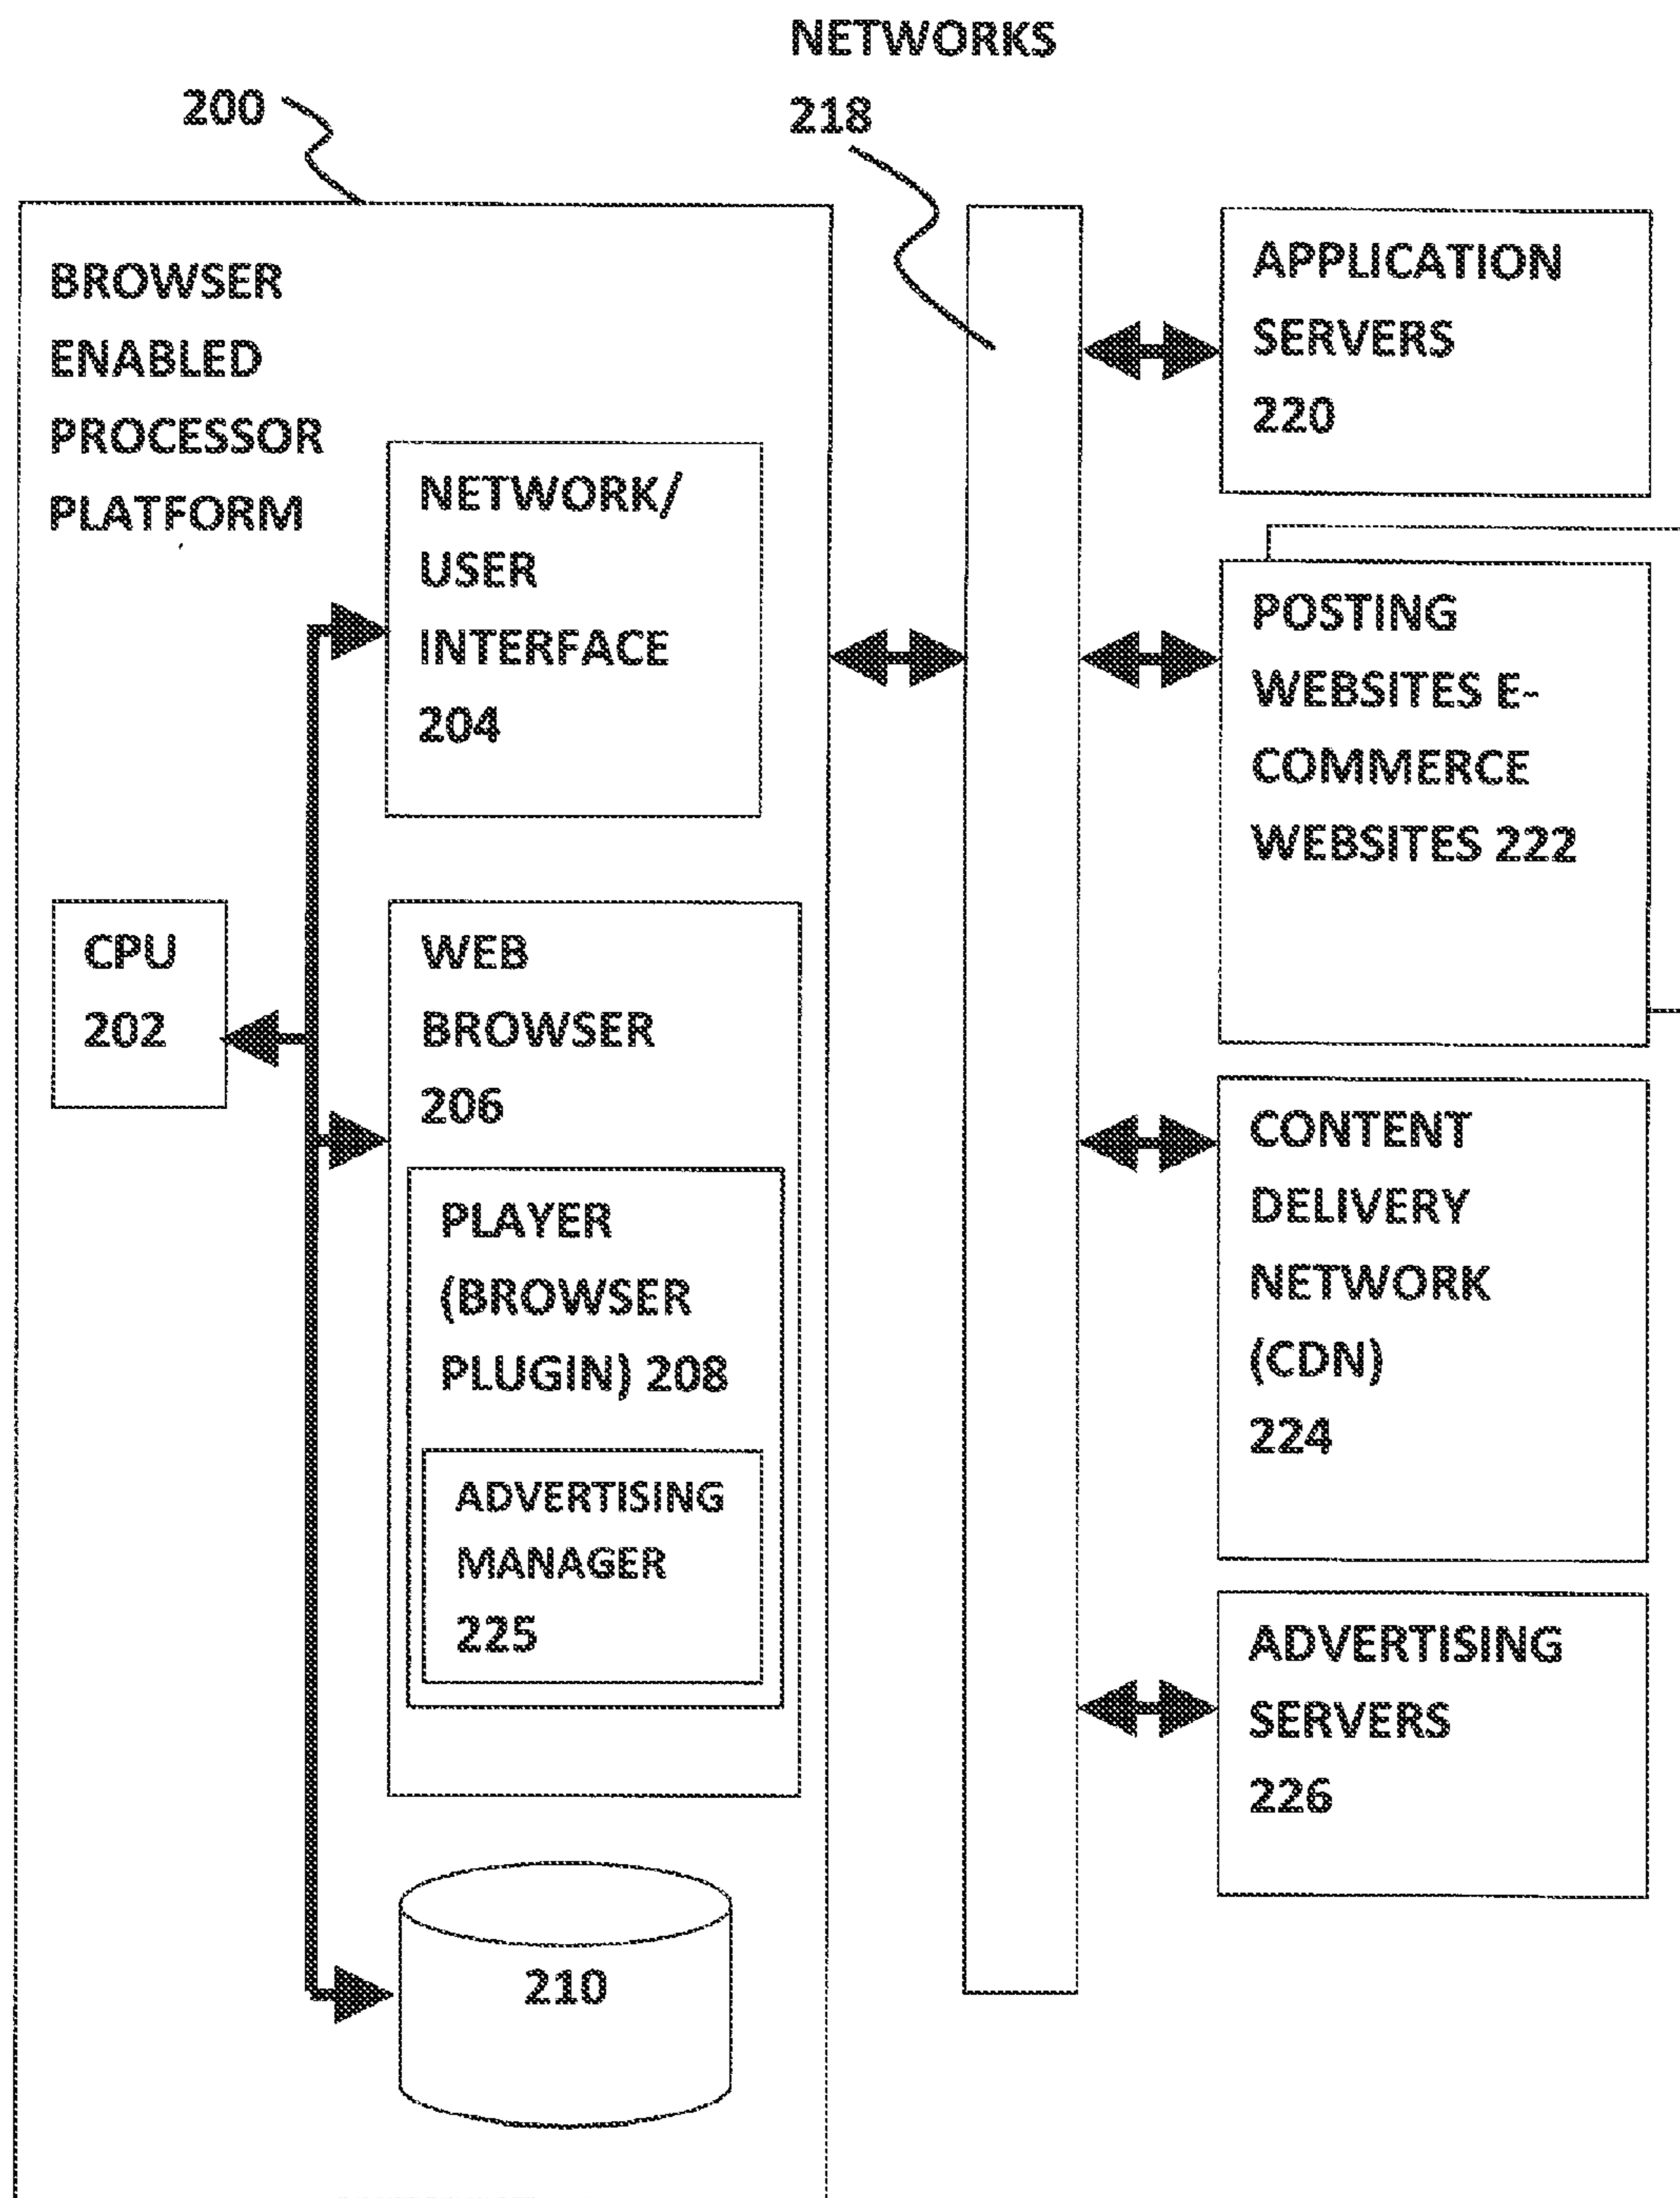 NETWORKS
218
200
BROWSER
ENABLED
PROCESSOR
PLATFORM
NETWORK/
USER
INTERFACE
204
CPU
202
WEB
BROWSER
206
PLAYER
(BROWSER
PLUGIN) 208
ADVERTISING
MANAGER
225
210
APPLICATION
SERVERS
220
POSTING
WEBSITES E-
COMMERCE
WEBSITES 222
CONTENT
DELIVERY
NETWORK
(CDN)
224
ADVERTISING
SERVERS
226